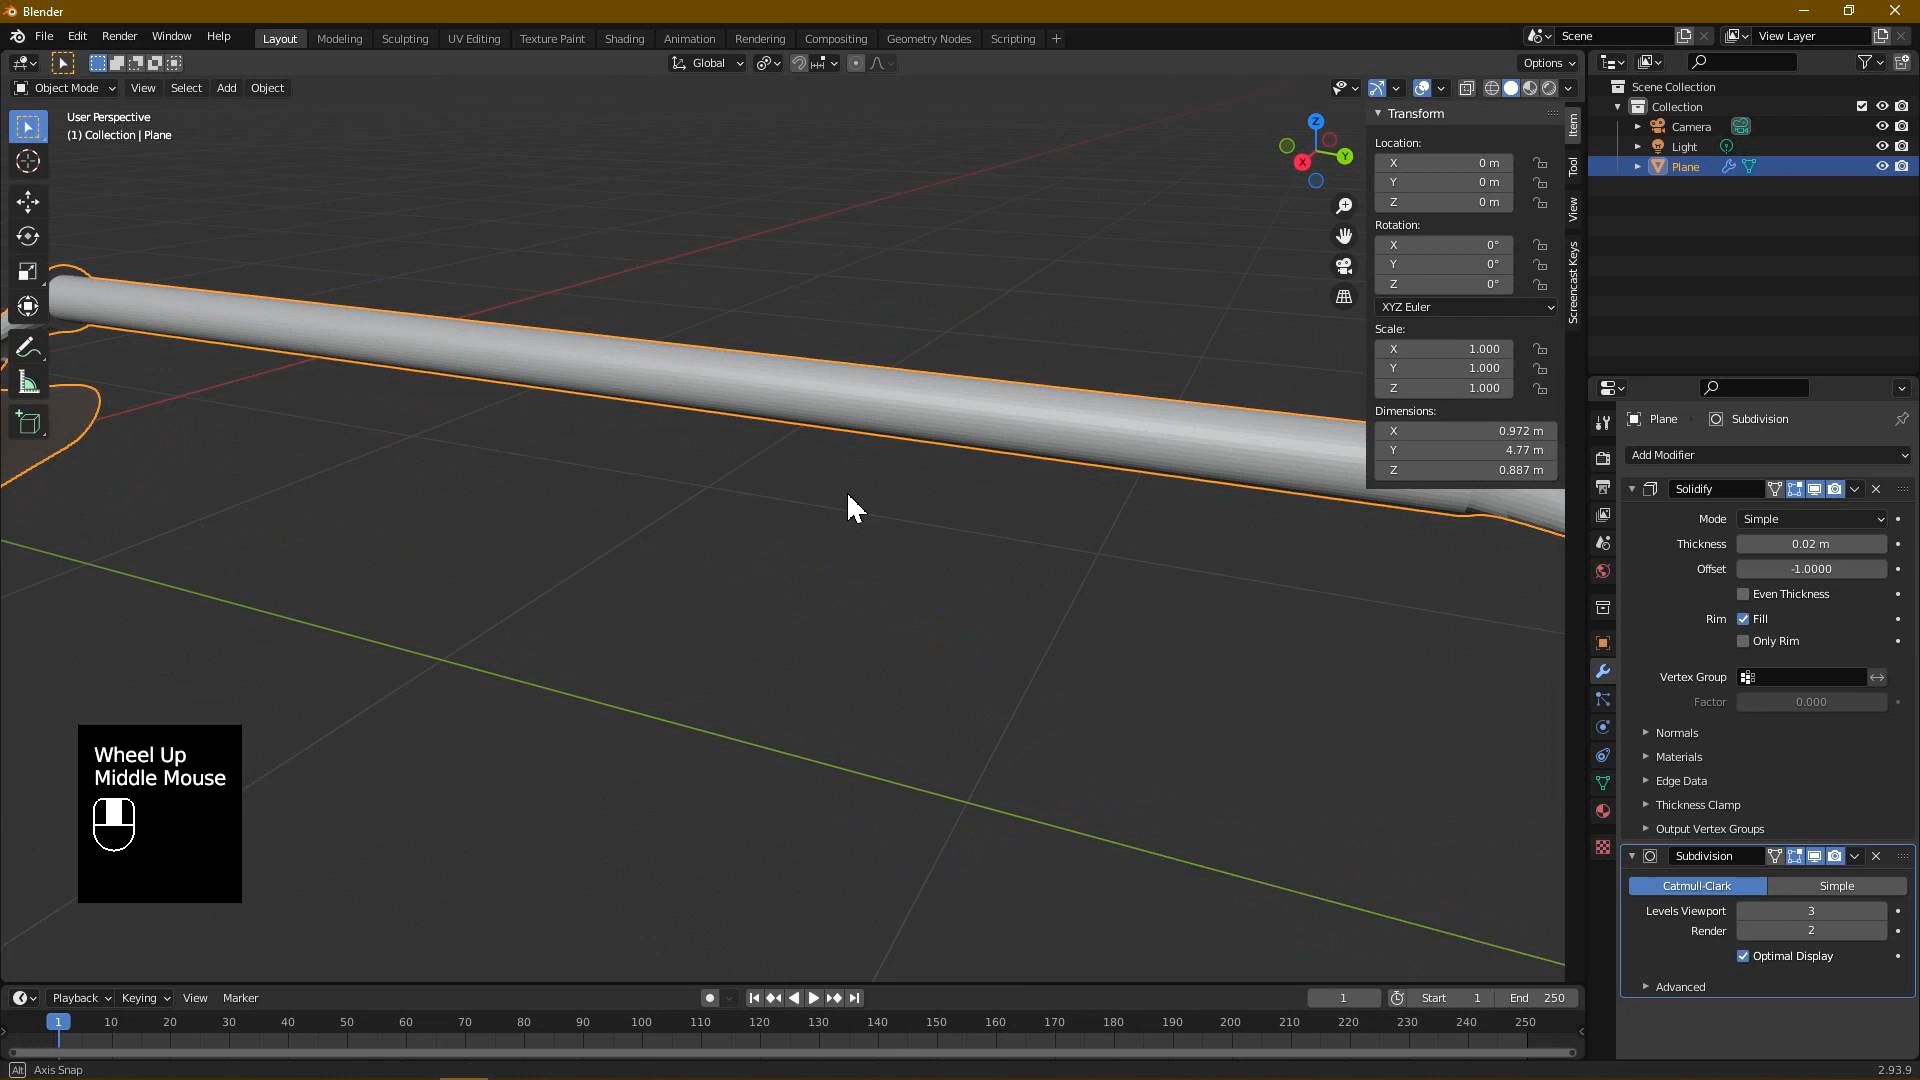 Blender
File Edit Render Window Help
Layout Modeling Sculpting UV Editing Texture Paint Shading Animation Rendering Compositing Geometry Nodes Scripting +
Scene
View Layer
Global
Options
Object Mode View Select Add Object
User Perspective
(1) Collection | Plane
Z
Y
X
Transform
Location:
X 0 m
Y 0 m
Z 0 m
Rotation:
X 0°
Y 0°
Z 0°
XYZ Euler
Scale:
X 1.000
Y 1.000
Z 1.000
Dimensions:
X 0.972 m
Y 4.77 m
Z 0.887 m
Item
Tool
View
Screencast Keys
Scene Collection
Collection
Camera
Light
Plane
Plane Subdivision
Add Modifier
Solidify
Mode Simple
Thickness 0.02 m
Offset -1.0000
Even Thickness
Rim Fill
Only Rim
Vertex Group
Factor 0.000
Normals
Materials
Edge Data
Thickness Clamp
Output Vertex Groups
Subdivision
Catmull-Clark Simple
Levels Viewport 3
Render 2
Optimal Display
Advanced
Wheel Up
Middle Mouse
Playback Keying View Marker
1 Start 1 End 250
1 10 20 30 40 50 60 70 80 90 100 110 120 130 140 150 160 170 180 190 200 210 220 230 240 250
Alt Axis Snap
2.93.9